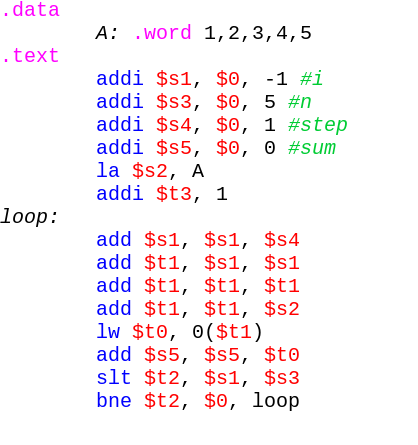 .data
A: .word 1,2,3,4,5
.text
addi $s1, $0, -1 #i
addi $s3, $0, 5 #n
addi $s4, $0, 1 #step
addi $s5, $0, 0 #sum
la $s2, A
addi $t3, 1
loop:
add $s1, $s1, $s4
add $t1, $s1, $s1
add $t1, $t1, $t1
add $t1, $t1, $s2
lw $t0, 0($t1)
add $s5, $s5, $t0
slt $t2, $s1, $s3
bne $t2, $0, loop